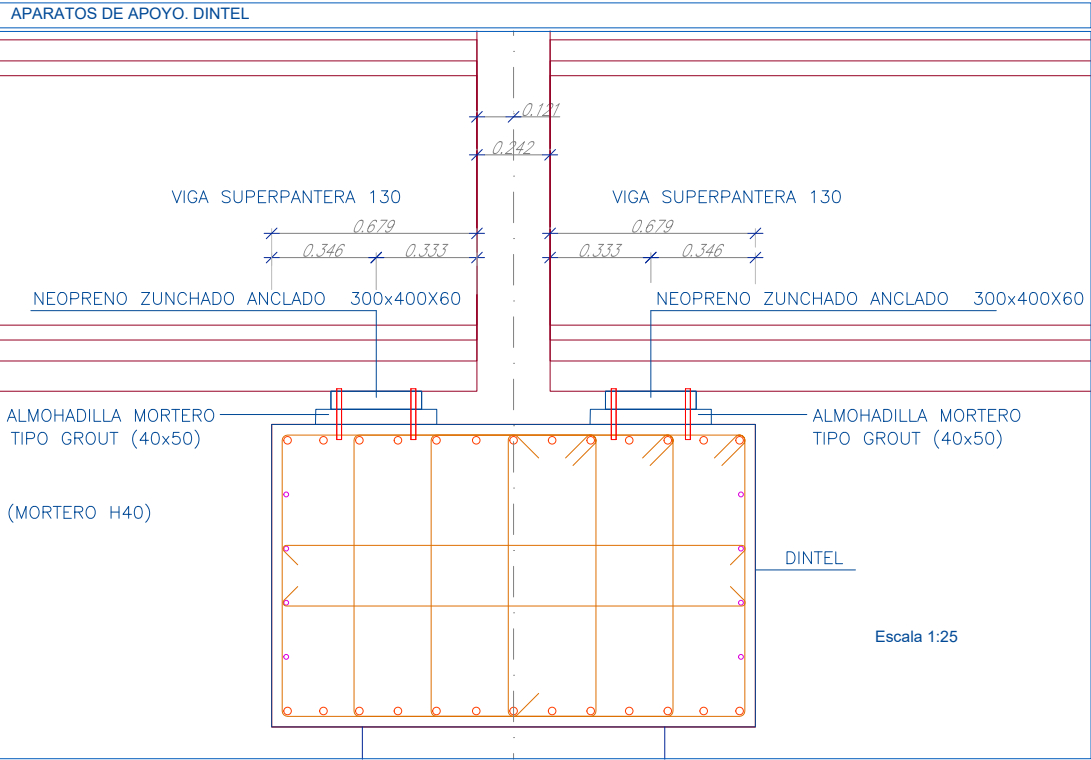 APARATOS DE APOYO. DINTEL
0.121
0.242
VIGA SUPERPANTERA 130
VIGA SUPERPANTERA 130
0.679
0.679
0.346
0.333
0.333
0.346
NEOPRENO ZUNCHADO ANCLADO 300x400X60
NEOPRENO ZUNCHADO ANCLADO 300x400X60
ALMOHADILLA MORTERO
TIPO GROUT (40x50)
ALMOHADILLA MORTERO
TIPO GROUT (40x50)
(MORTERO H40)
DINTEL
Escala 1:25